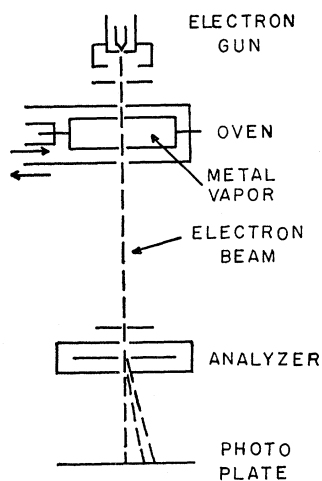 ELECTRON
GUN
OVEN
METAL
VAPOR
ELECTRON
BEAM
ANALYZER
PHOTO
PLATE